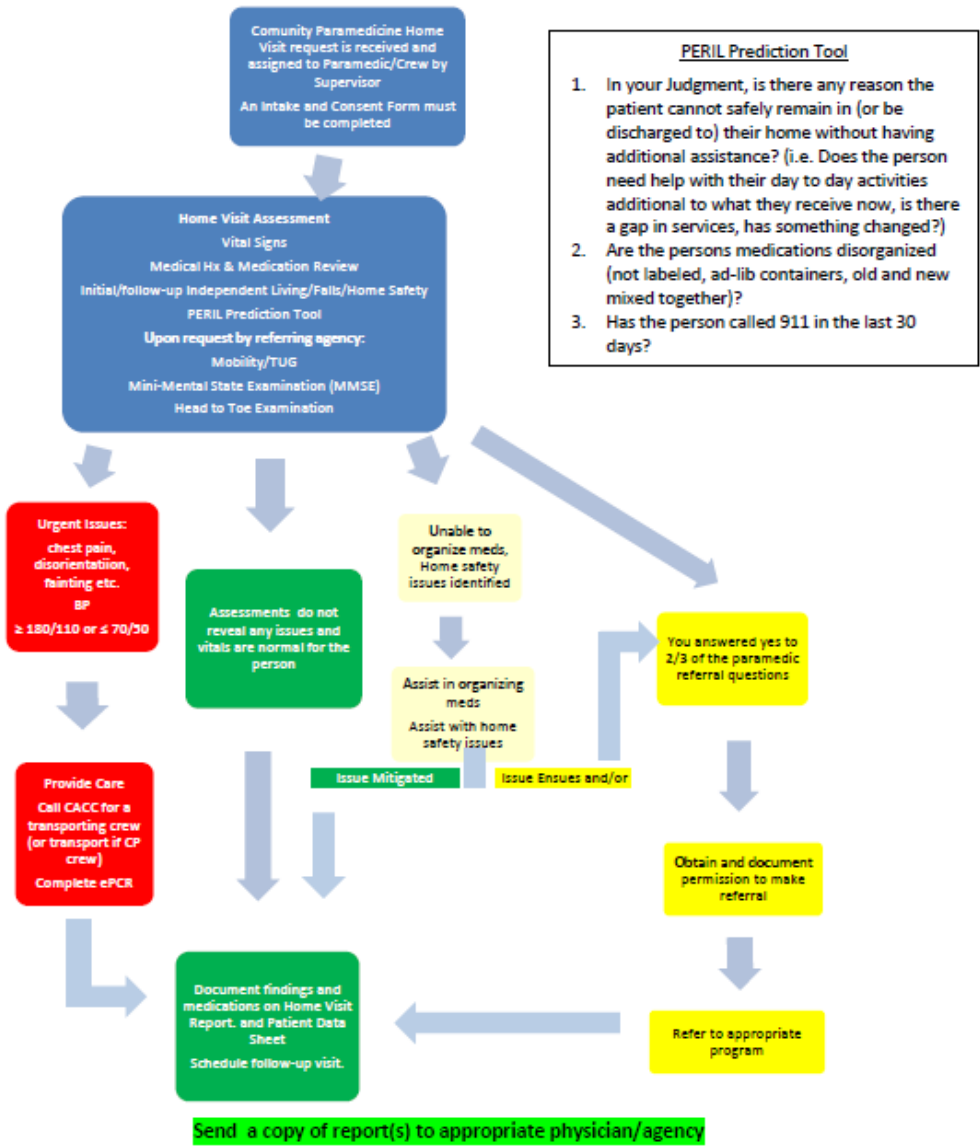 Comunity Paramedicine Home
Visit request is received and
assigned to Paramedic/Crew by
Supervisor
An Intake and Consent Form must
be completed
PERIL Prediction Tool
1. In your Judgment, is there any reason the
patient cannot safely remain in (or be
discharged to) their home without having
additional assistance? (i.e. Does the person
need help with their day to day activities
additional to what they receive now, is there
a gap in services, has something changed?)
2. Are the persons medications disorganized
(not labeled, ad-lib containers, old and new
mixed together)?
3. Has the person called 911 in the last 30
days?
Home Visit Assessment
Vital Signs
Medical Hx & Medication Review
Initial/follow-up Independent Living/Falls/Home Safety
PERIL Prediction Tool
Upon request by referring agency:
Mobility/TUG
Mini-Mental State Examination (MMSE)
Head to Toe Examination
Urgent Issues:
chest pain,
disorientatiion,
fainting etc.
BP
≥ 180/110 or ≤ 70/50
Assessments do not
reveal any issues and
vitals are normal for the
person
Unable to
organize meds,
Home safety
issues identified
You answered yes to
2/3 of the paramedic
referral questions
Assist in organizing
meds
Assist with home
safety issues
Issue Mitigated
Issue Ensues and/or
Provide Care
Call CACC for a
transporting crew
(or transport if CP
crew)
Complete ePCR
Obtain and document
permission to make
referral
Document findings and
medications on Home Visit
Report. and Patient Data
Sheet
Schedule follow-up visit.
Refer to appropriate
program
Send a copy of report(s) to appropriate physician/agency